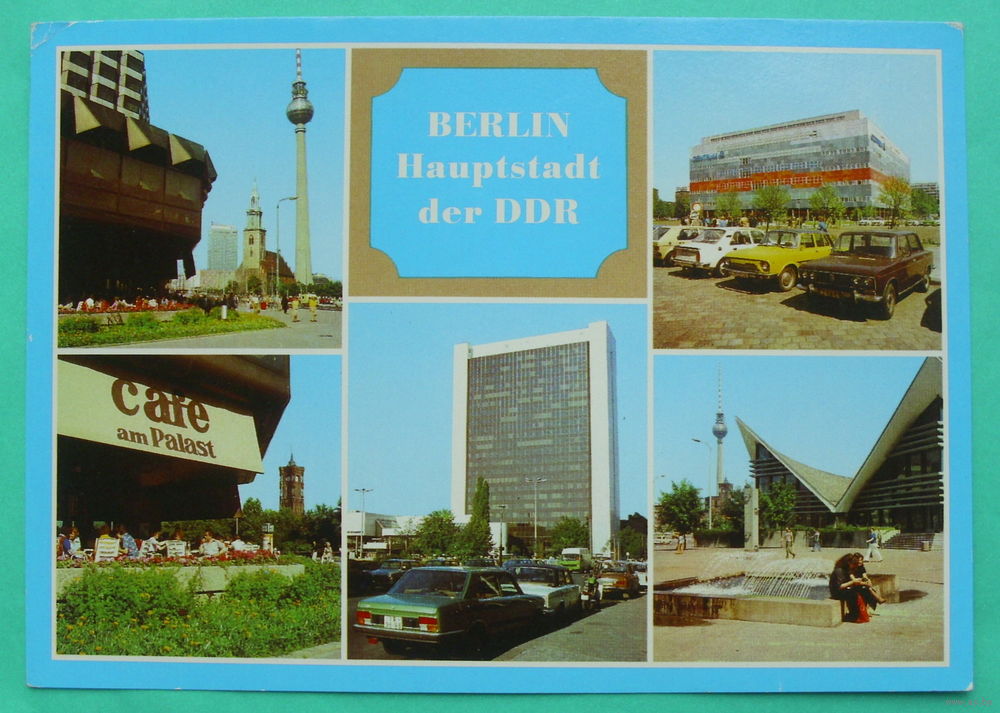 BERLIN
Hauptstadt
der DDR
café
am Palast